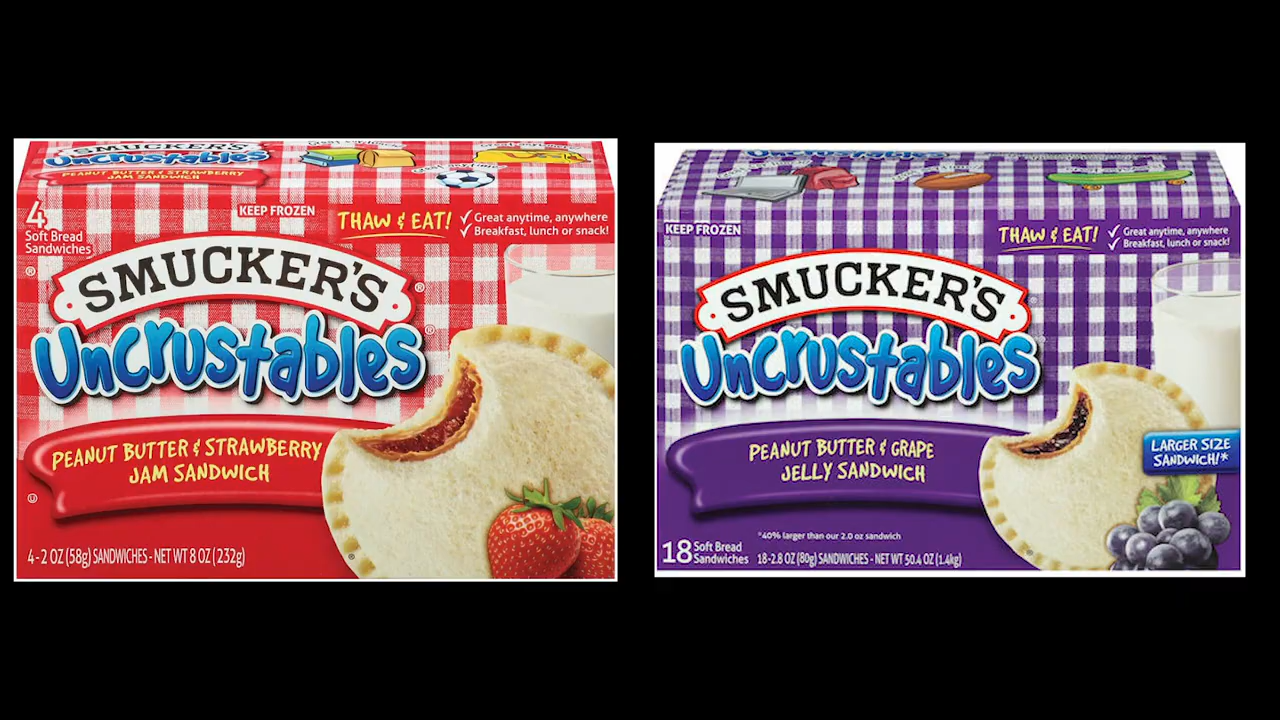 SMUCKER'S
Uncrustables
PEANUT BUTTER & STRAWBERRY
JAM SANDWICH
4
Soft Bread
Sandwiches
KEEP FROZEN
THAW & EAT!
✓ Great anytime, anywhere
✓ Breakfast, lunch or snack!
SMUCKER'S
Uncrustables
PEANUT BUTTER & STRAWBERRY
JAM SANDWICH
4-2 OZ (58g) SANDWICHES - NET WT 8 OZ (232g)
KEEP FROZEN
THAW & EAT!
✓ Great anytime, anywhere
✓ Breakfast, lunch or snack!
SMUCKER'S
Uncrustables
PEANUT BUTTER & GRAPE
JELLY SANDWICH
LARGER SIZE
SANDWICH!*
*40% larger than our 2.0 oz sandwich
18 Soft Bread
Sandwiches
18-2.8 OZ (80g) SANDWICHES - NET WT 50.4 OZ (1.4kg)